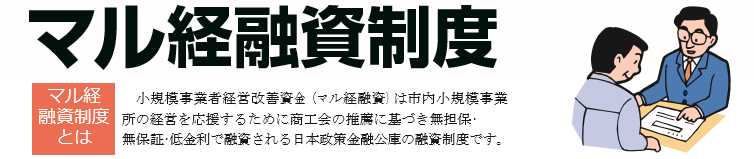 マル経融資制度
マル経
融資制度
とは
小規模事業者経営改善資金（マル経融資）は市内小規模事業
所の経営を応援するために商工会の推薦に基づき無担保・
無保証・低金利で融資される日本政策金融公庫の融資制度です。